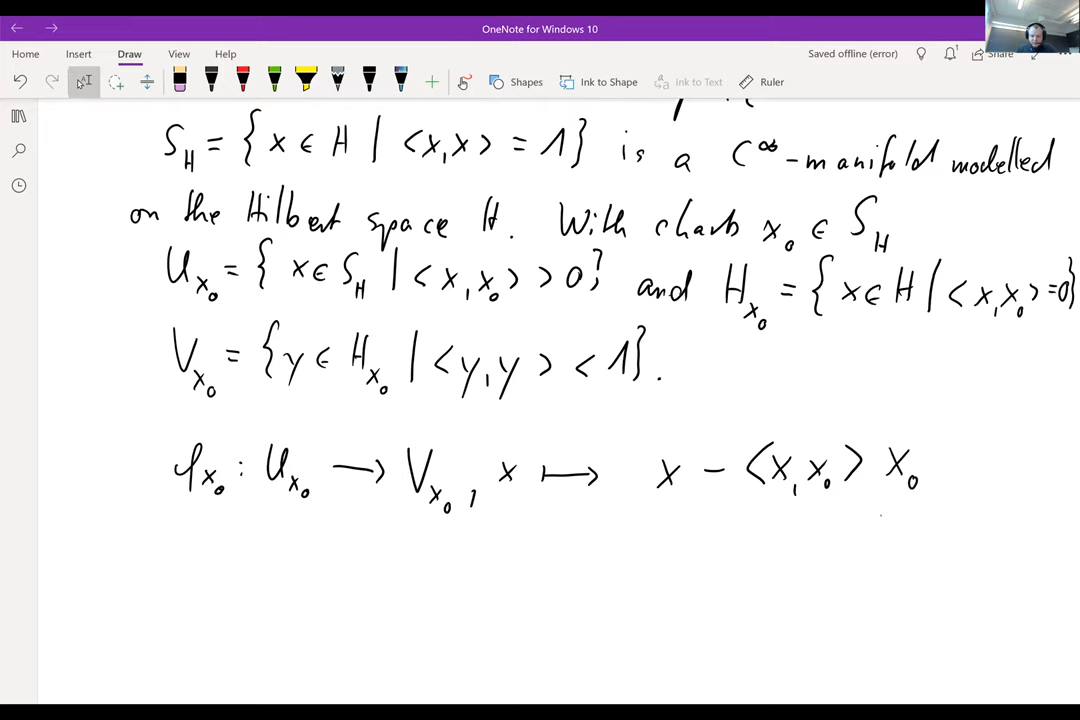 OneNote for Windows 10
Home Insert Draw View Help Saved offline (error) Share
Shapes Ink to Shape Ink to Text Ruler
S_H = { x ∈ H | <x,x> = 1 } is a C^∞-manifold modelled
on the Hilbert space H. With charts x_0 ∈ S_H
U_{x_0} = { x ∈ S_H | <x,x_0> > 0 } and H_{x_0} = { x ∈ H | <x,x_0> = 0 }
V_{x_0} = { y ∈ H_{x_0} | <y,y> < 1 }.
φ_{x_0} : U_{x_0} → V_{x_0}, x ↦ x - <x,x_0> x_0